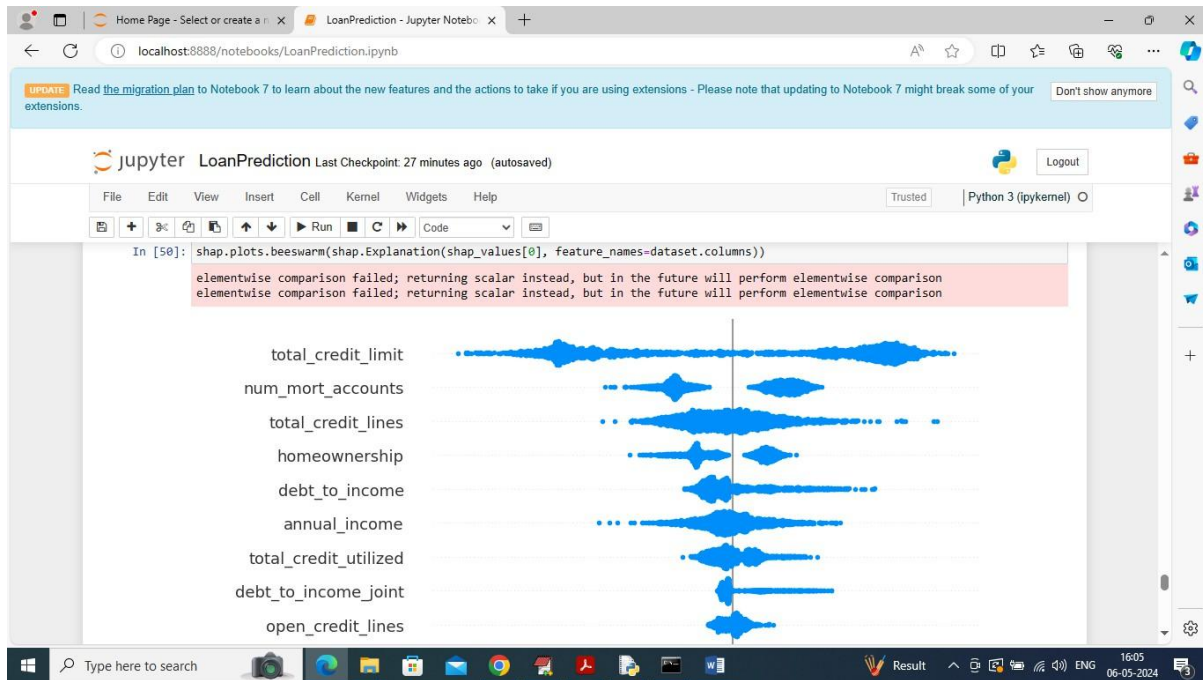 Home Page - Select or create a n
LoanPrediction - Jupyter Notebo
localhost:8888/notebooks/LoanPrediction.ipynb
UPDATE Read the migration plan to Notebook 7 to learn about the new features and the actions to take if you are using extensions - Please note that updating to Notebook 7 might break some of your
extensions.
Don't show anymore
jupyter LoanPrediction Last Checkpoint: 27 minutes ago (autosaved)
Logout
File Edit View Insert Cell Kernel Widgets Help
Trusted
Python 3 (ipykernel)
Run
Code
In [50]: shap.plots.beeswarm(shap.Explanation(shap_values[0], feature_names=dataset.columns))
elementwise comparison failed; returning scalar instead, but in the future will perform elementwise comparison
elementwise comparison failed; returning scalar instead, but in the future will perform elementwise comparison
total_credit_limit
num_mort_accounts
total_credit_lines
homeownership
debt_to_income
annual_income
total_credit_utilized
debt_to_income_joint
open_credit_lines
Type here to search
Result
ENG
16:05
06-05-2024